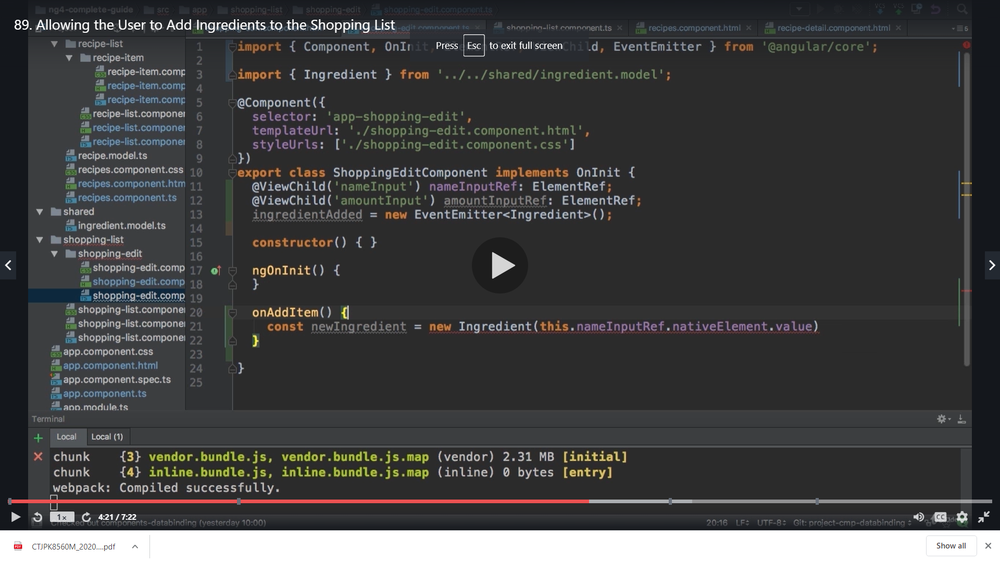 ng4-complete-guide src app shopping-list shopping-edit shopping-edit.component.ts
89. Allowing the User to Add Ingredients to the Shopping List
shopping-list.component.ts recipes.component.html recipe-detail.component.html 5
Press Esc to exit full screen
recipe-list
recipe-item
recipe-item.comp
recipe-item.comp
recipe-item.comp
recipe-list.componer
recipe-list.componer
recipe-list.componer
recipe.model.ts
recipes.component.css
recipes.component.htm
recipes.component.ts
shared
ingredient.model.ts
shopping-list
shopping-edit
shopping-edit.comp
shopping-edit.comp
shopping-edit.comp
shopping-list.componer
shopping-list.componer
shopping-list.componer
app.component.css
app.component.html
app.component.spec.ts
app.component.ts
app.module.ts
1 import { Component, OnInit, EventEmitter } from '@angular/core';
2
3 import { Ingredient } from '../../shared/ingredient.model';
4
5 @Component({
6 selector: 'app-shopping-edit',
7 templateUrl: './shopping-edit.component.html',
8 styleUrls: ['./shopping-edit.component.css']
9 })
10 export class ShoppingEditComponent implements OnInit {
11 @ViewChild('nameInput') nameInputRef: ElementRef;
12 @ViewChild('amountInput') amountInputRef: ElementRef;
13 ingredientAdded = new EventEmitter<Ingredient>();
14
15 constructor() { }
16
17 ngOnInit() {
18 }
19
20 onAddItem() {
21 const newIngredient = new Ingredient(this.nameInputRef.nativeElement.value)
22 }
23
24 }
25
Terminal
Local Local (1)
chunk {3} vendor.bundle.js, vendor.bundle.js.map (vendor) 2.31 MB [initial]
chunk {4} inline.bundle.js, inline.bundle.js.map (inline) 0 bytes [entry]
webpack: Compiled successfully.
1x 4:21 / 7:22 CC
Checked out components-databinding (yesterday 10:00) 20:16 LF UTF-8 Git: project-cmp-databinding
CTJPK8560M_2020....pdf Show all